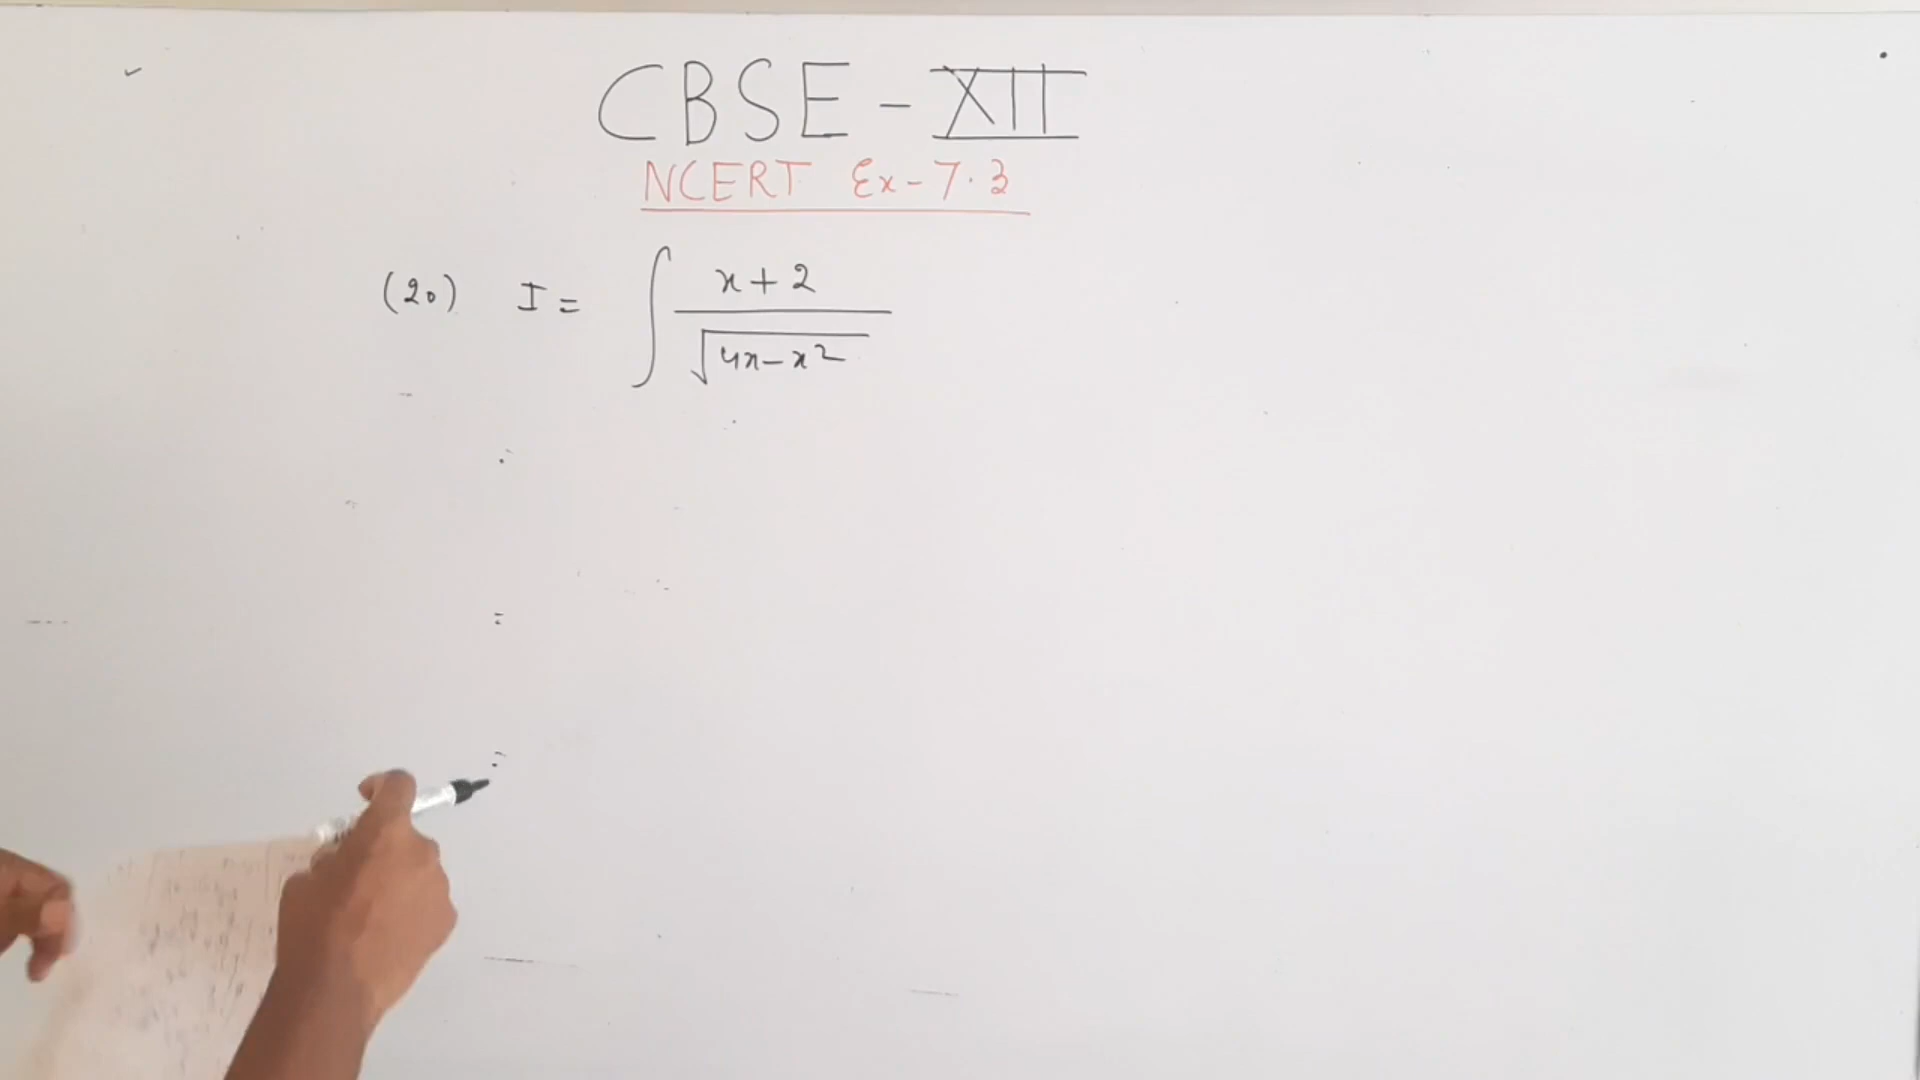 CBSE - XII
NCERT Ex-7.3
(20) I = ∫ x+2 / √4x-x²
=
=